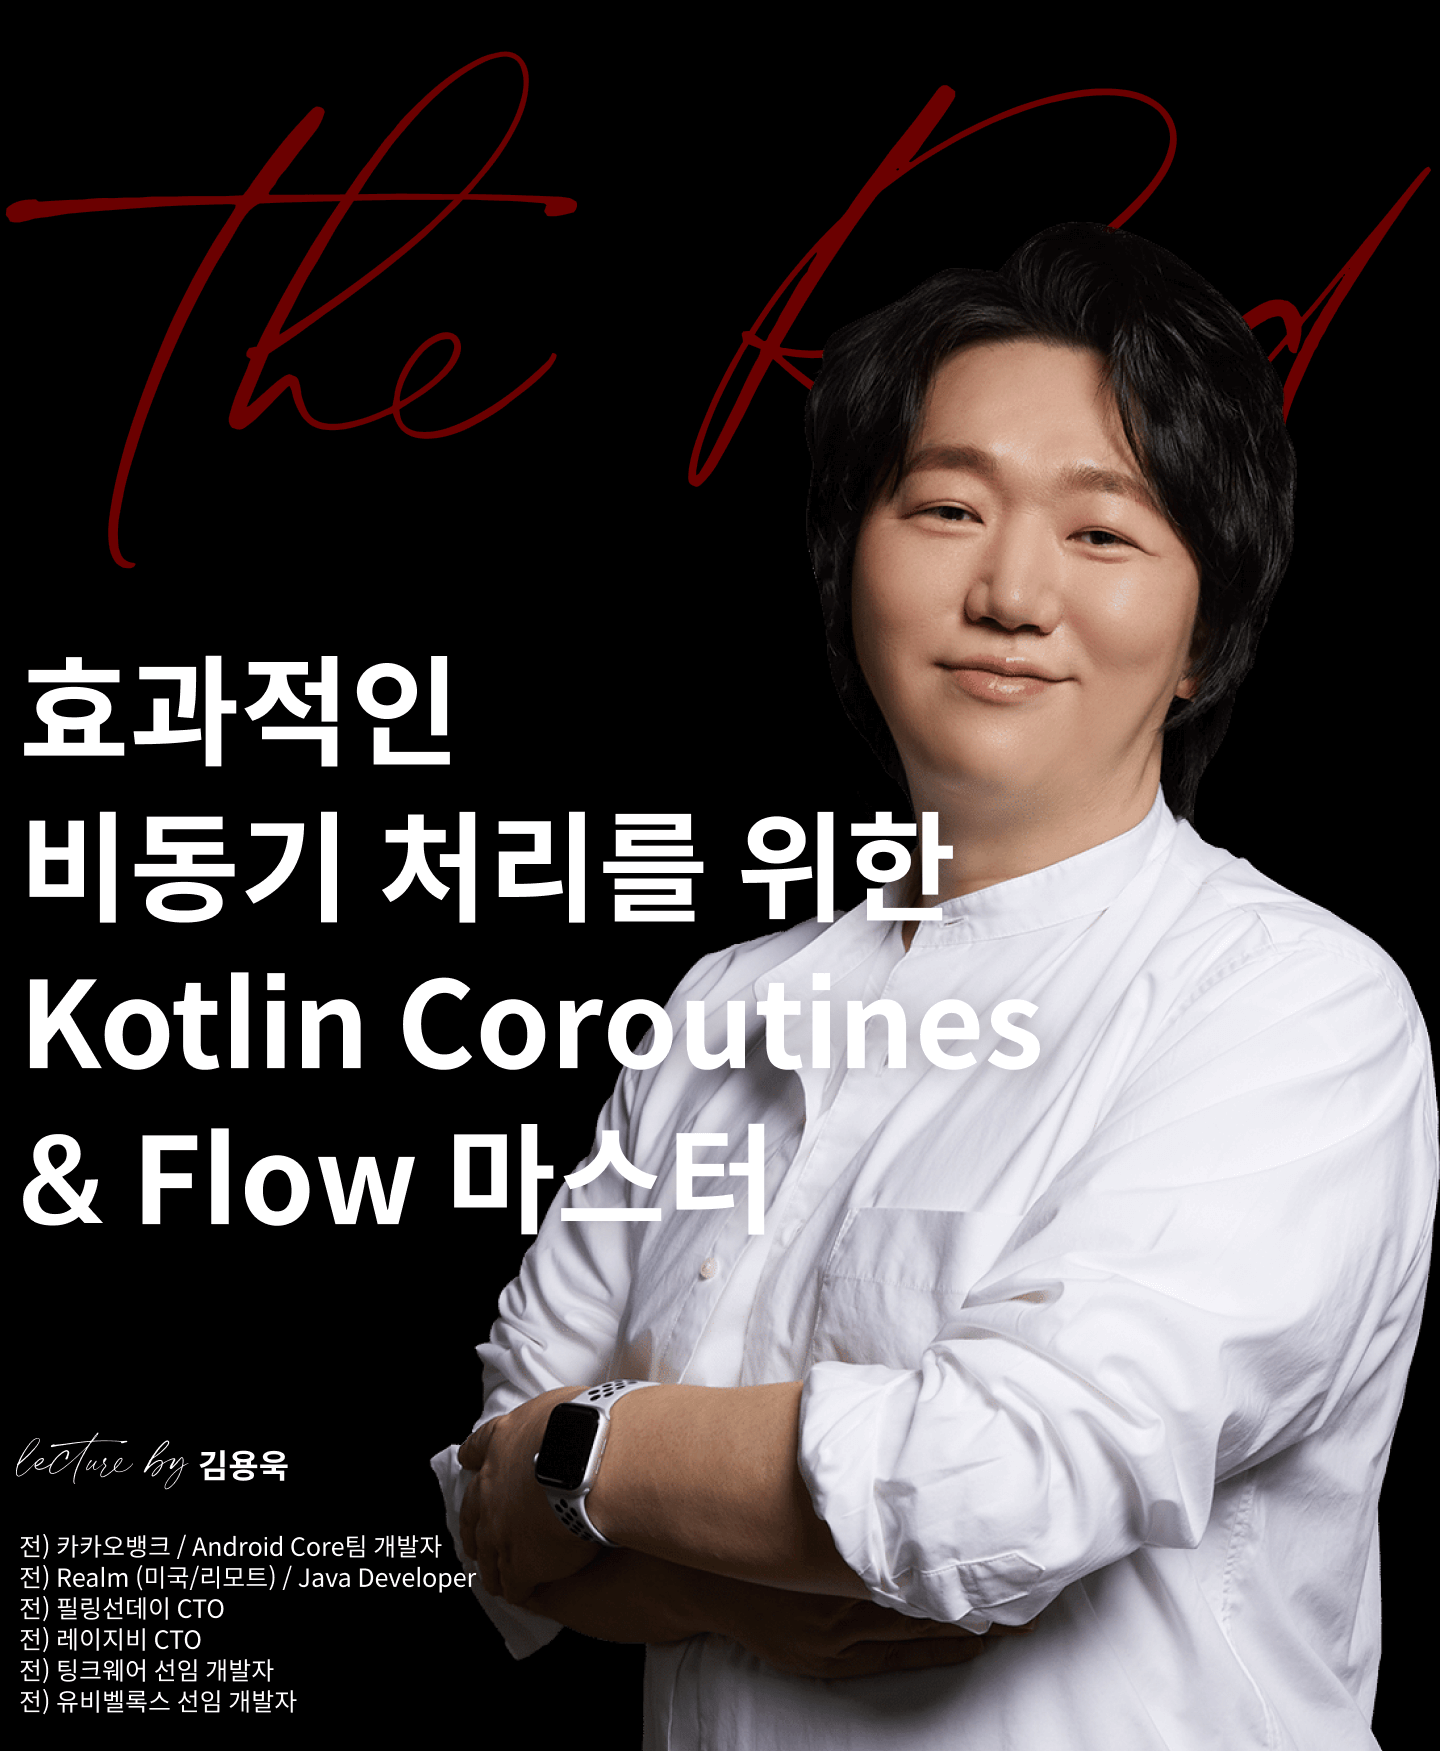 The Red
효과적인
비동기 처리를 위한
Kotlin Coroutines
& Flow 마스터
lecture by 김용욱
전) 카카오뱅크 / Android Core팀 개발자
전) Realm (미국/리모트) / Java Developer
전) 필링선데이 CTO
전) 레이지비 CTO
전) 팅크웨어 선임 개발자
전) 유비벨록스 선임 개발자